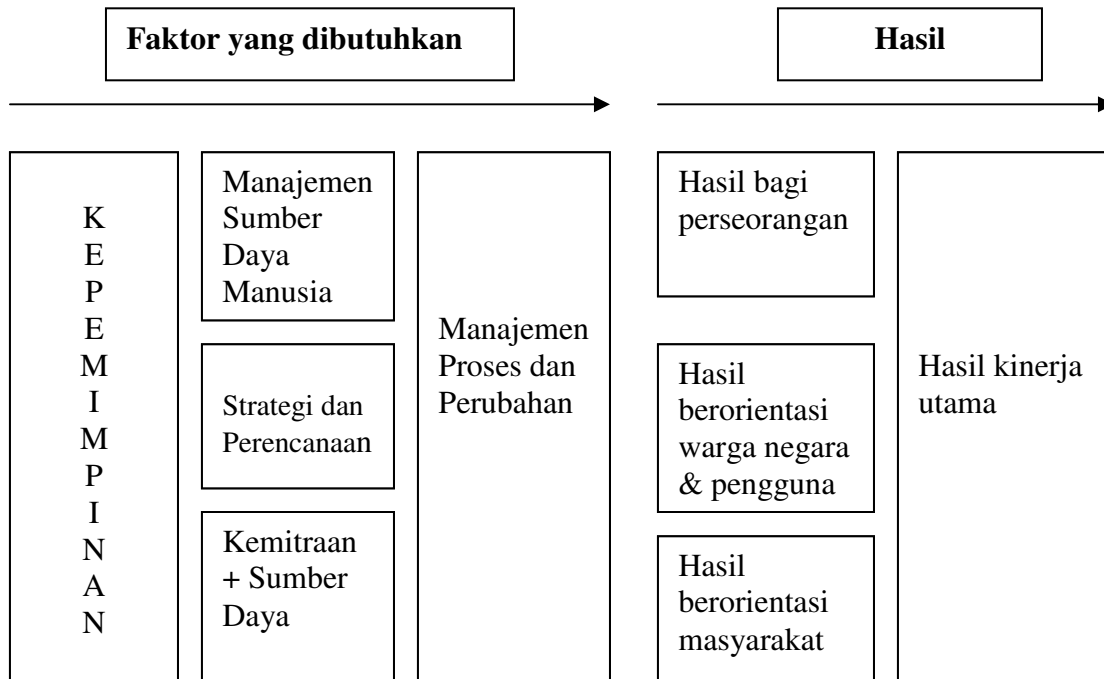 Faktor yang dibutuhkan
Hasil
K
E
P
E
M
I
M
P
I
N
A
N
Manajemen
Sumber
Daya
Manusia
Strategi dan
Perencanaan
Kemitraan
+ Sumber
Daya
Manajemen
Proses dan
Perubahan
Hasil bagi
perseorangan
Hasil
berorientasi
warga negara
& pengguna
Hasil
berorientasi
masyarakat
Hasil kinerja
utama